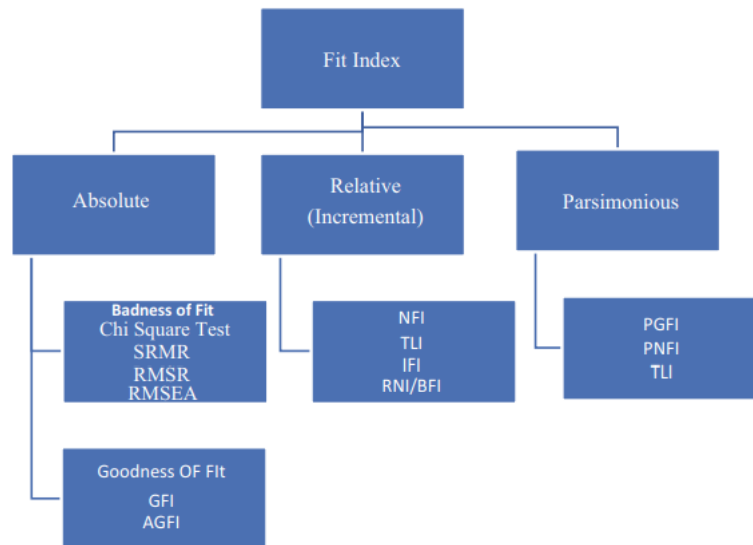 Fit Index
Absolute
Relative
(Incremental)
Parsimonious
Badness of Fit
Chi Square Test
SRMR
RMSR
RMSEA
NFI
TLI
IFI
RNI/BFI
PGFI
PNFI
TLI
Goodness OF FIt
GFI
AGFI